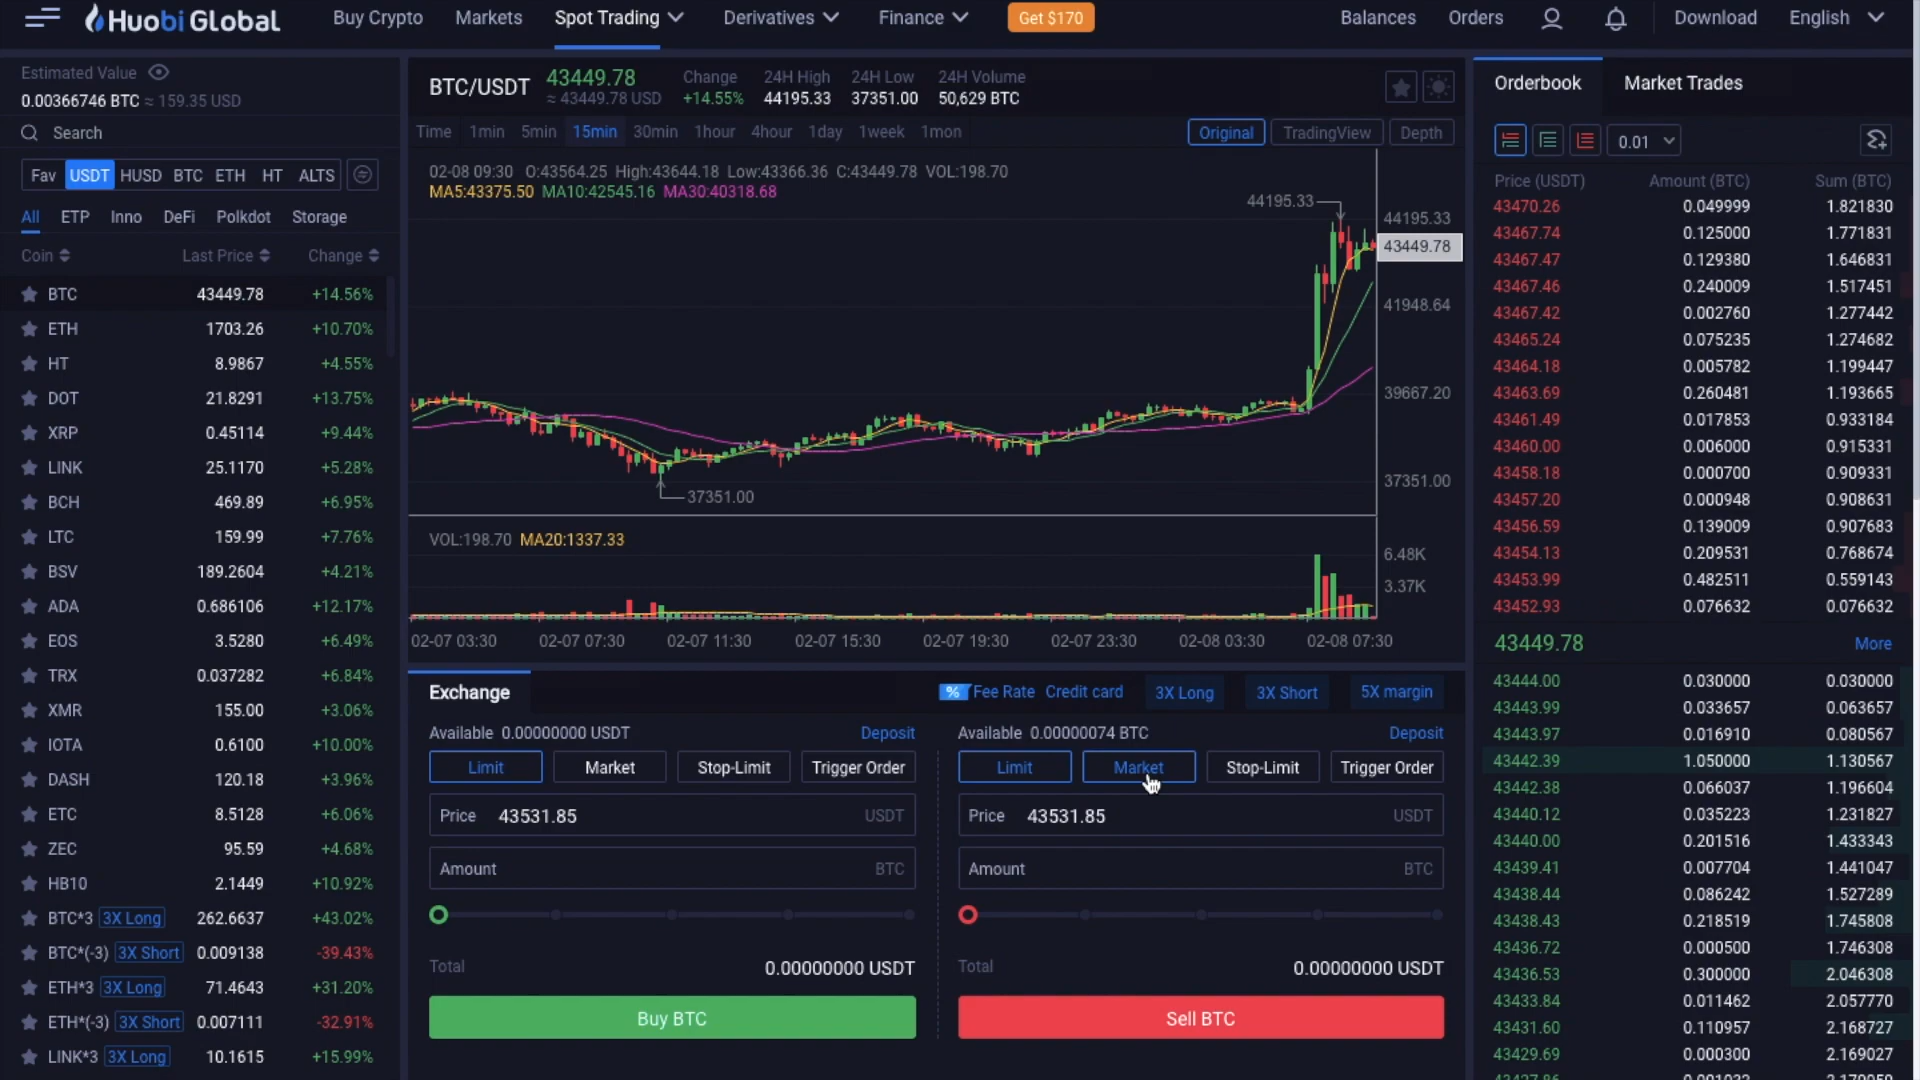 Huobi Global Buy Crypto Markets Spot Trading Derivatives Finance Get $170 Balances Orders Download English
Estimated Value
0.00366746 BTC ≈ 159.35 USD
Search
Fav USDT HUSD BTC ETH HT ALTS
All ETP Inno DeFi Polkdot Storage
Coin Last Price Change
BTC 43449.78 +14.56%
ETH 1703.26 +10.70%
HT 8.9867 +4.55%
DOT 21.8291 +13.75%
XRP 0.45114 +9.44%
LINK 25.1170 +5.28%
BCH 469.89 +6.95%
LTC 159.99 +7.76%
BSV 189.2604 +4.21%
ADA 0.686106 +12.17%
EOS 3.5280 +6.49%
TRX 0.037282 +6.84%
XMR 155.00 +3.06%
IOTA 0.6100 +10.00%
DASH 120.18 +3.96%
ETC 8.5128 +6.06%
ZEC 95.59 +4.68%
HB10 2.1449 +10.92%
BTC*3 3X Long 262.6637 +43.02%
BTC*(-3) 3X Short 0.009138 -39.43%
ETH*3 3X Long 71.4643 +31.20%
ETH*(-3) 3X Short 0.007111 -32.91%
LINK*3 3X Long 10.1615 +15.99%
BTC/USDT 43449.78 ≈ 43449.78 USD
Change +14.55%
24H High 44195.33
24H Low 37351.00
24H Volume 50,629 BTC
Time 1min 5min 15min 30min 1hour 4hour 1day 1week 1mon Original TradingView Depth
02-08 09:30 O:43564.25 High:43644.18 Low:43366.36 C:43449.78 VOL:198.70
MA5:43375.50 MA10:42545.16 MA30:40318.68
44195.33
44195.33
43449.78
41948.64
39667.20
37351.00
37351.00
VOL:198.70 MA20:1337.33
6.48K
3.37K
02-07 03:30 02-07 07:30 02-07 11:30 02-07 15:30 02-07 19:30 02-07 23:30 02-08 03:30 02-08 07:30
Exchange % Fee Rate Credit card 3X Long 3X Short 5X margin
Available 0.00000000 USDT Deposit
Limit Market Stop-Limit Trigger Order
Price 43531.85 USDT
Amount BTC
Total 0.00000000 USDT
Buy BTC
Available 0.00000074 BTC Deposit
Limit Market Stop-Limit Trigger Order
Price 43531.85 USDT
Amount BTC
Total 0.00000000 USDT
Sell BTC
Orderbook Market Trades
0.01
Price (USDT) Amount (BTC) Sum (BTC)
43470.26 0.049999 1.821830
43467.74 0.125000 1.771831
43467.47 0.129380 1.646831
43467.46 0.240009 1.517451
43467.42 0.002760 1.277442
43465.24 0.075235 1.274682
43464.18 0.005782 1.199447
43463.69 0.260481 1.193665
43461.49 0.017853 0.933184
43460.00 0.006000 0.915331
43458.18 0.000700 0.909331
43457.20 0.000948 0.908631
43456.59 0.139009 0.907683
43454.13 0.209531 0.768674
43453.99 0.482511 0.559143
43452.93 0.076632 0.076632
43449.78 More
43444.00 0.030000 0.030000
43443.99 0.033657 0.063657
43443.97 0.016910 0.080567
43442.39 1.050000 1.130567
43442.38 0.066037 1.196604
43440.12 0.035223 1.231827
43440.00 0.201516 1.433343
43439.41 0.007704 1.441047
43438.44 0.086242 1.527289
43438.43 0.218519 1.745808
43436.72 0.000500 1.746308
43436.53 0.300000 2.046308
43433.84 0.011462 2.057770
43431.60 0.110957 2.168727
43429.69 0.000300 2.169027